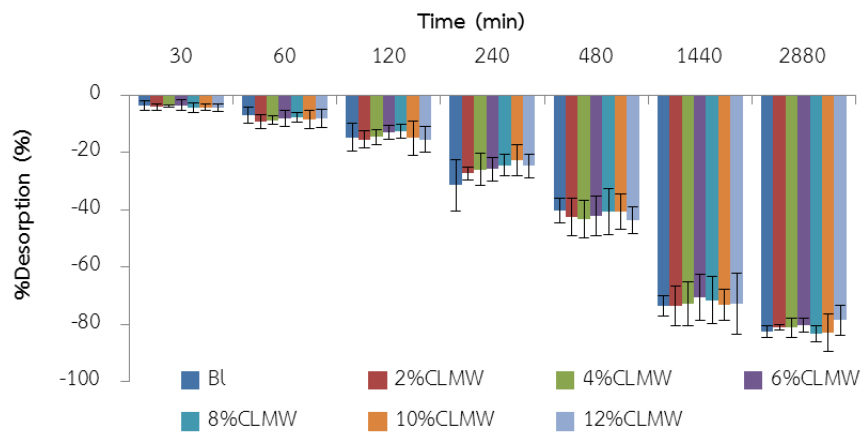 Time (min)
30 60 120 240 480 1440 2880
%Desorption (%)
0
-20
-40
-60
-80
-100
Bl 2%CLMW 4%CLMW 6%CLMW
8%CLMW 10%CLMW 12%CLMW